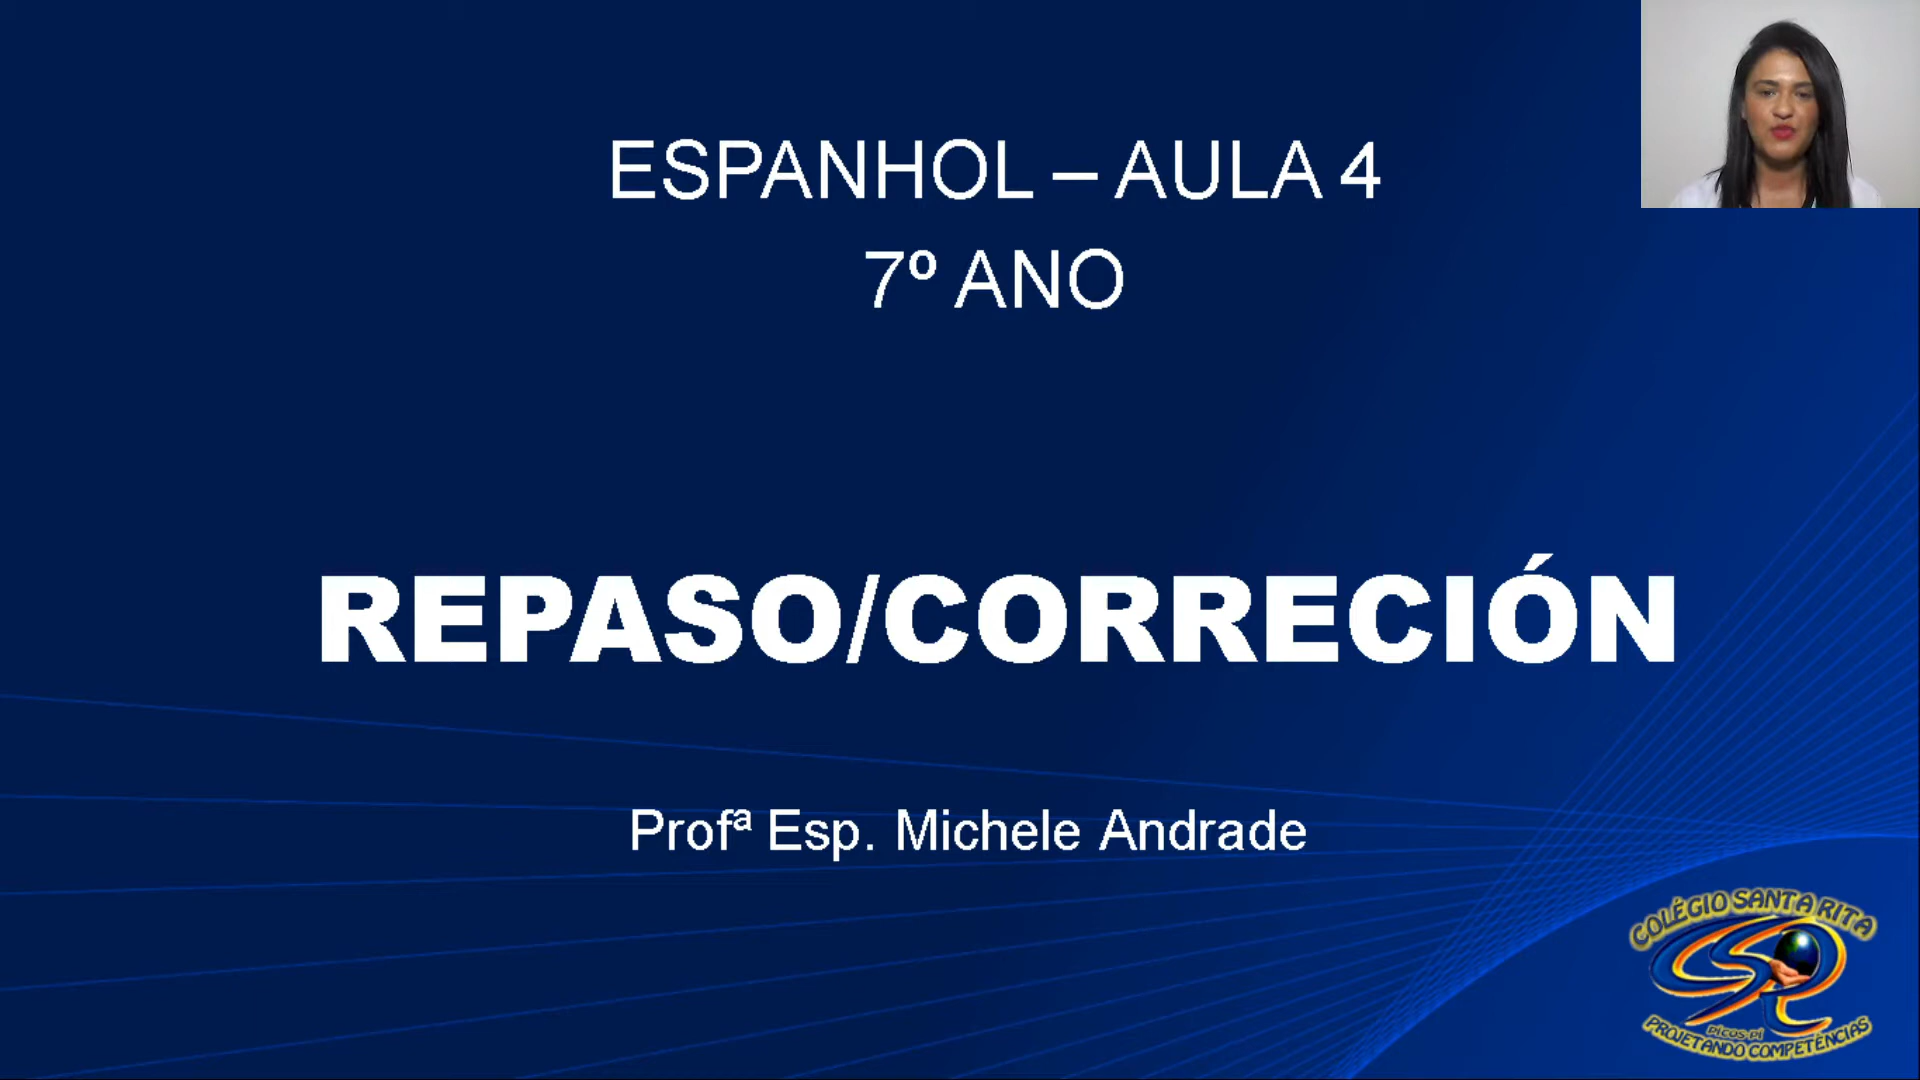 ESPANHOL – AULA 4
7º ANO
REPASO/CORRECIÓN
Profª Esp. Michele Andrade
COLÉGIO SANTA RITA
PICOS-PI
PROJETANDO COMPETÊNCIAS